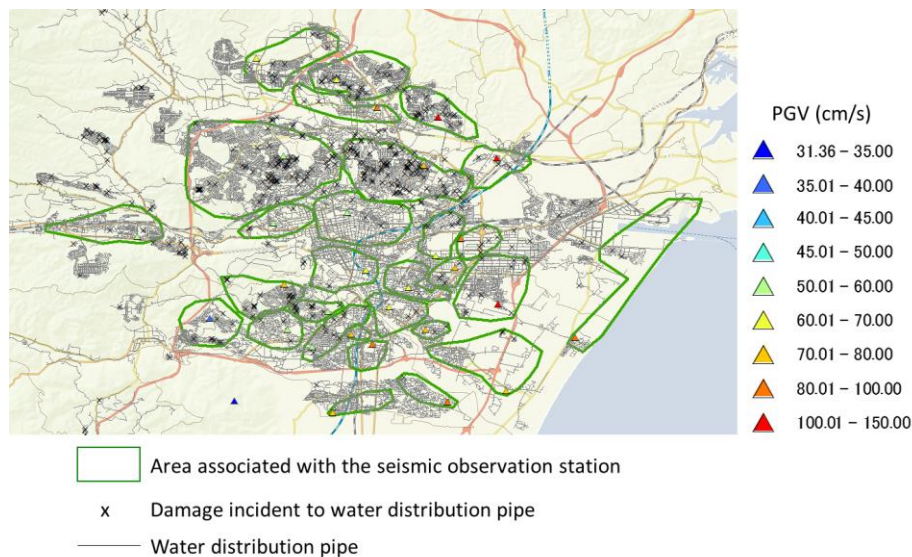 PGV (cm/s)
31.36 – 35.00
35.01 – 40.00
40.01 – 45.00
45.01 – 50.00
50.01 – 60.00
60.01 – 70.00
70.01 – 80.00
80.01 – 100.00
100.01 – 150.00
Area associated with the seismic observation station
x Damage incident to water distribution pipe
Water distribution pipe